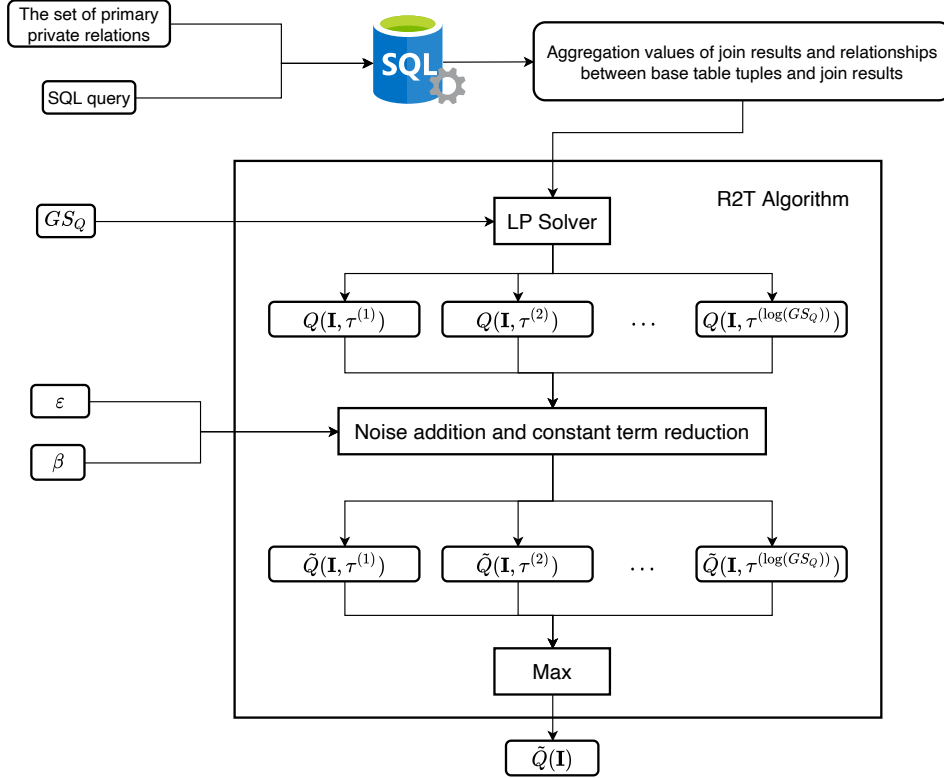 The set of primary
private relations
SQL query
SQL
Aggregation values of join results and relationships
between base table tuples and join results
R2T Algorithm
GS_Q
LP Solver
Q(I, τ^(1))
Q(I, τ^(2))
...
Q(I, τ^(log(GS_Q)))
ε
β
Noise addition and constant term reduction
Q̃(I, τ^(1))
Q̃(I, τ^(2))
...
Q̃(I, τ^(log(GS_Q)))
Max
Q̃(I)